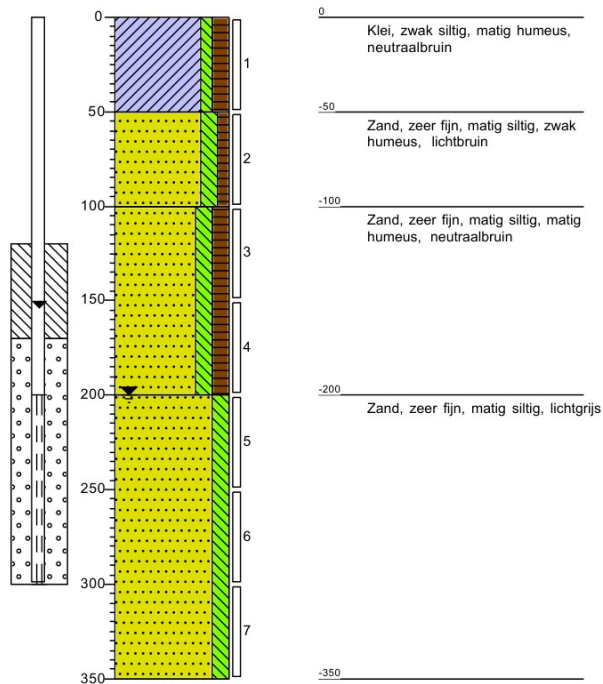 0
50
100
150
200
250
300
350
1
2
3
4
5
6
7
0
Klei, zwak siltig, matig humeus,
neutraalbruin
-50
Zand, zeer fijn, matig siltig, zwak
humeus, lichtbruin
-100
Zand, zeer fijn, matig siltig, matig
humeus, neutraalbruin
-200
Zand, zeer fijn, matig siltig, lichtgrijs
-350